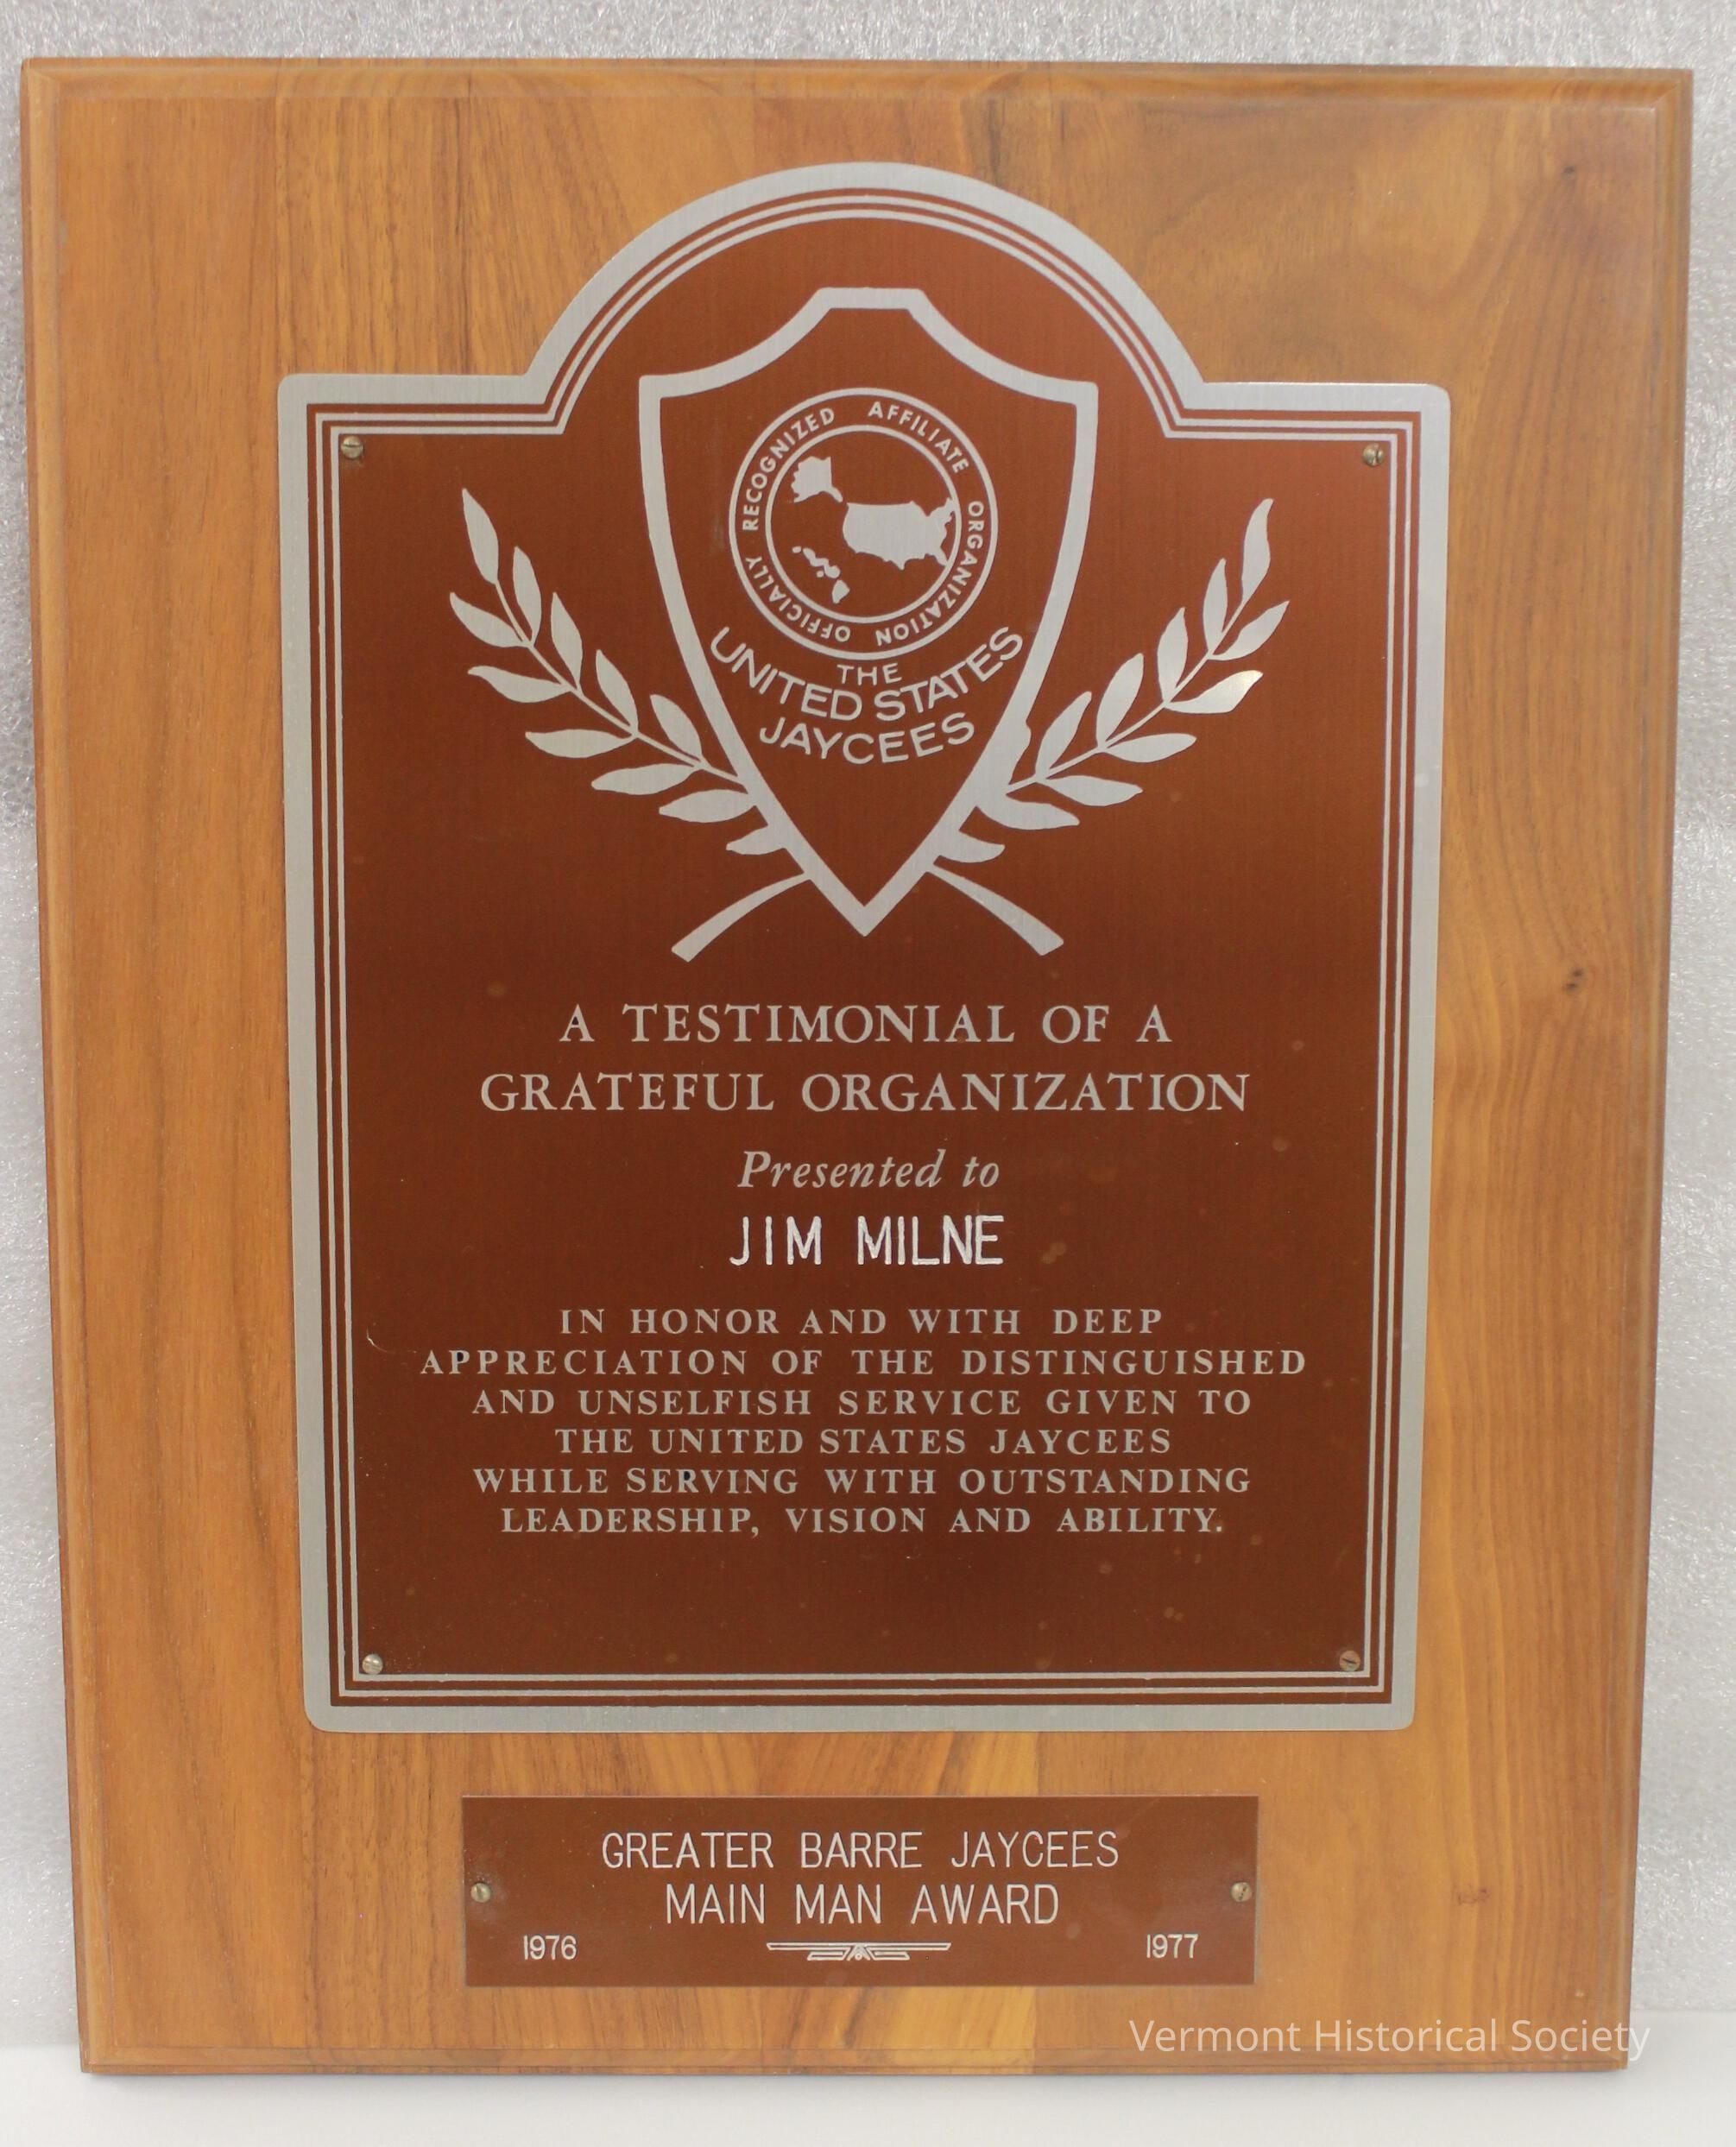 OFFICIALLY RECOGNIZED AFFILIATE ORGANIZATION
THE
UNITED STATES
JAYCEES
A TESTIMONIAL OF A
GRATEFUL ORGANIZATION
Presented to
JIM MILNE
IN HONOR AND WITH DEEP
APPRECIATION OF THE DISTINGUISHED
AND UNSELFISH SERVICE GIVEN TO
THE UNITED STATES JAYCEES
WHILE SERVING WITH OUTSTANDING
LEADERSHIP, VISION AND ABILITY.
GREATER BARRE JAYCEES
MAIN MAN AWARD
1976 1977
Vermont Historical Society